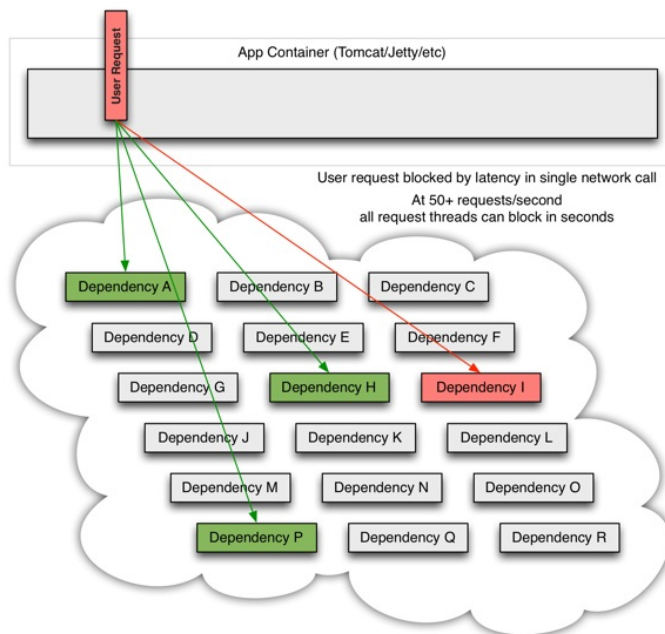 User Request
App Container (Tomcat/Jetty/etc)
User request blocked by latency in single network call
At 50+ requests/second
all request threads can block in seconds
Dependency A
Dependency B
Dependency C
Dependency D
Dependency E
Dependency F
Dependency G
Dependency H
Dependency I
Dependency J
Dependency K
Dependency L
Dependency M
Dependency N
Dependency O
Dependency P
Dependency Q
Dependency R